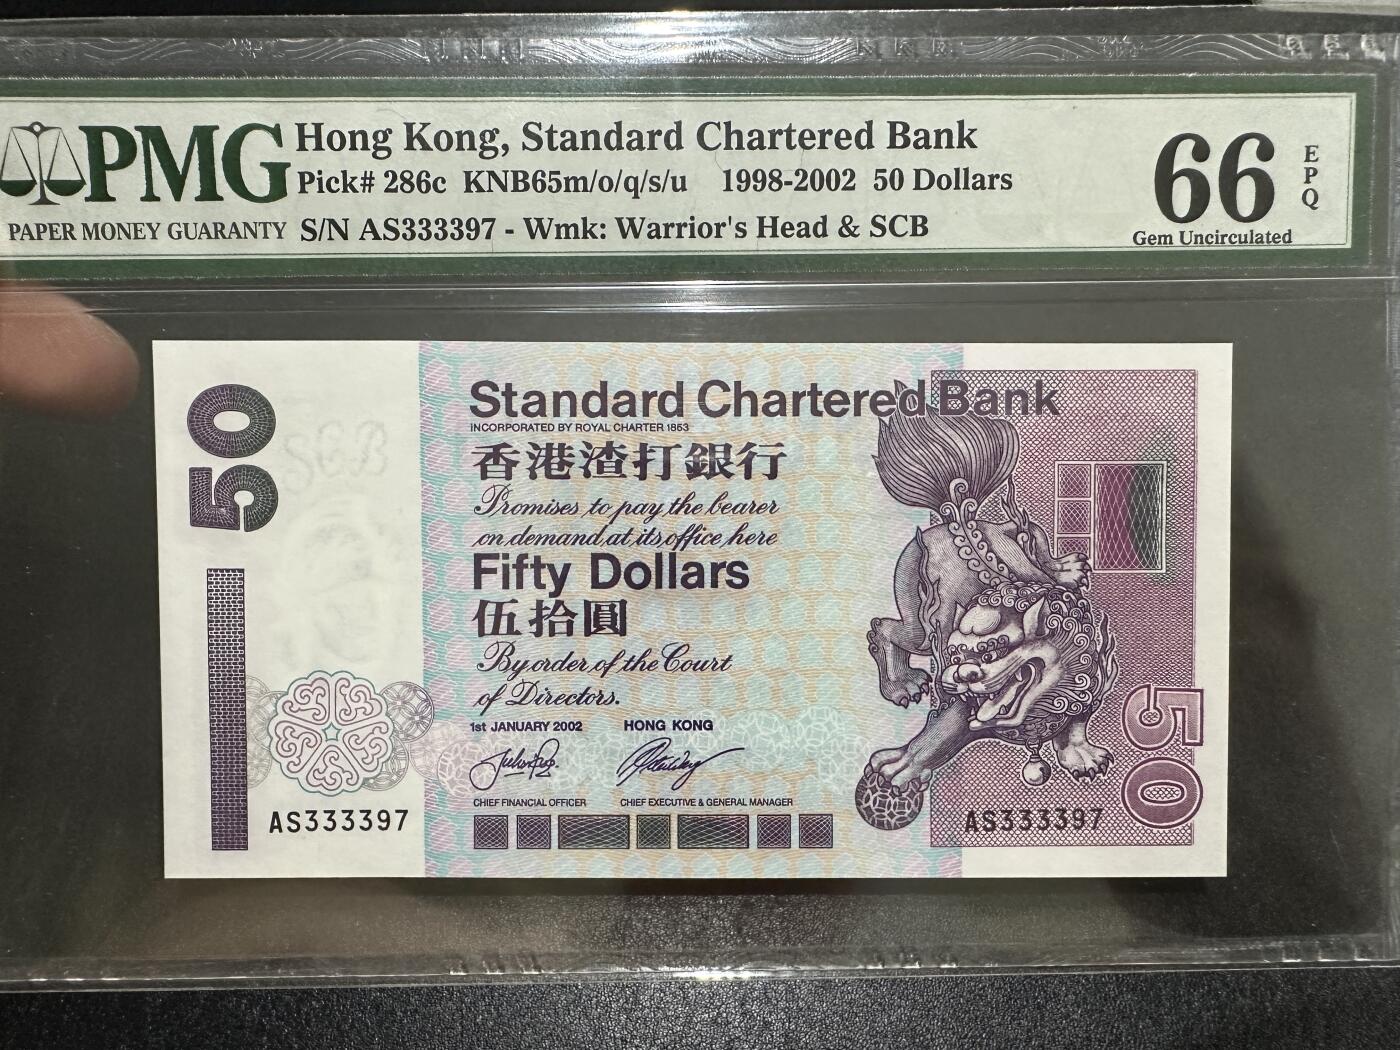 PMG
PAPER MONEY GUARANTY
Hong Kong, Standard Chartered Bank
Pick# 286c KNB65m/o/q/s/u 1998-2002 50 Dollars
S/N AS333397 - Wmk: Warrior's Head & SCB
66
EPQ
Gem Uncirculated
50
Standard Chartered Bank
INCORPORATED BY ROYAL CHARTER 1853
香港渣打銀行
Promises to pay the bearer
on demand at its office here
Fifty Dollars
伍拾圓
By order of the Court
of Directors.
1st JANUARY 2002 HONG KONG
CHIEF FINANCIAL OFFICER CHIEF EXECUTIVE & GENERAL MANAGER
AS333397
AS333397
50
SCB